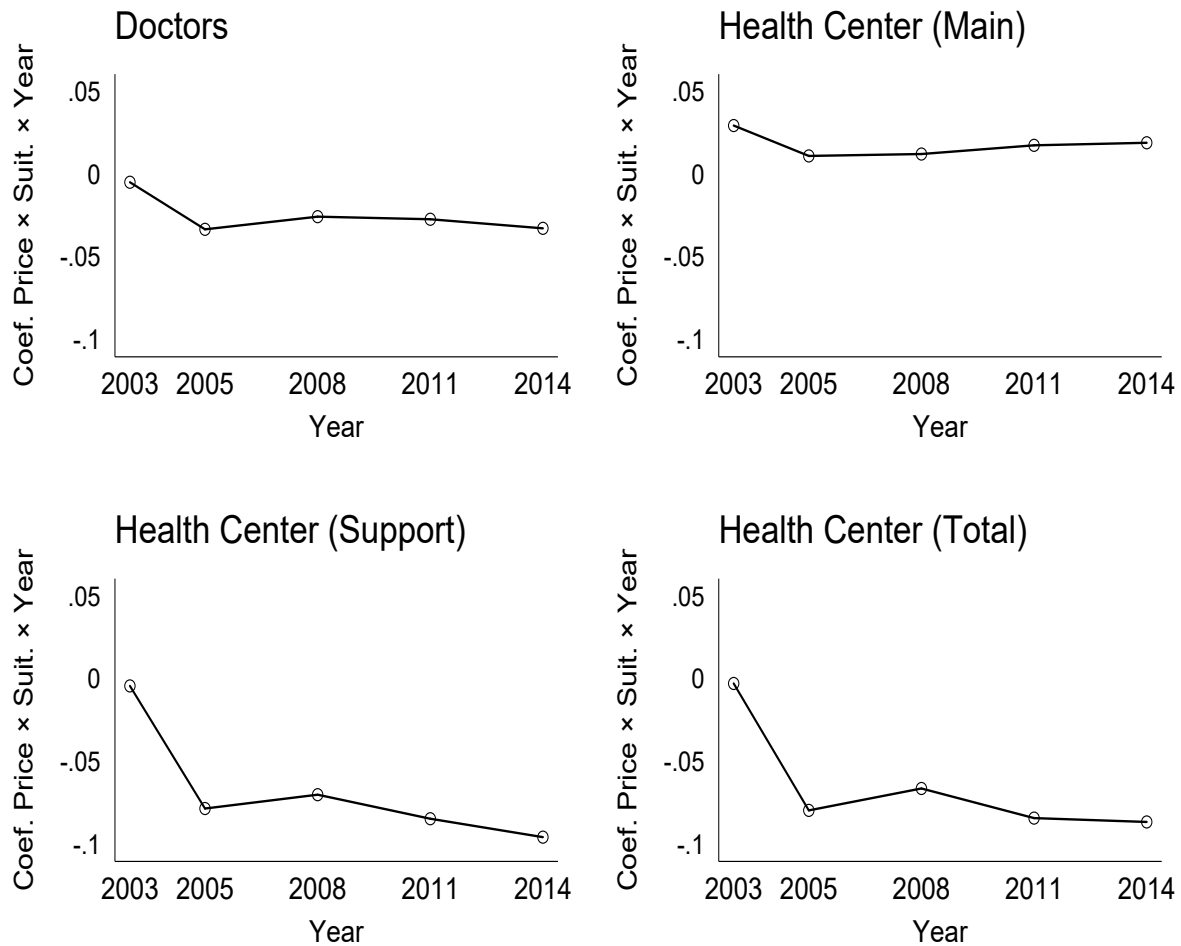 Doctors
Coef. Price × Suit. × Year
.05
0
-.05
-.1
2003 2005 2008 2011 2014
Year
Health Center (Main)
Coef. Price × Suit. × Year
.05
0
-.05
-.1
2003 2005 2008 2011 2014
Year
Health Center (Support)
Coef. Price × Suit. × Year
.05
0
-.05
-.1
2003 2005 2008 2011 2014
Year
Health Center (Total)
Coef. Price × Suit. × Year
.05
0
-.05
-.1
2003 2005 2008 2011 2014
Year